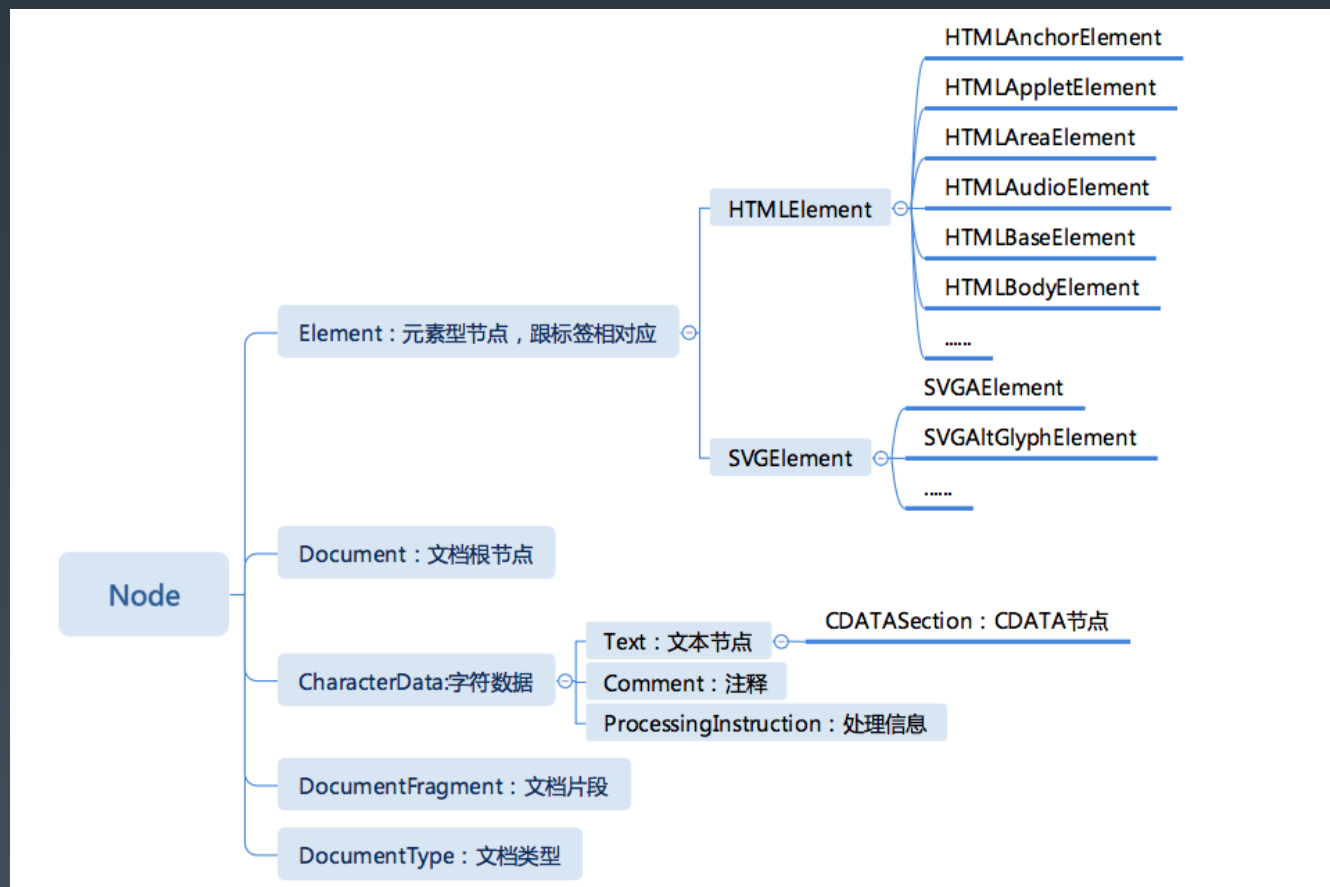 HTMLAnchorElement
HTMLAppletElement
HTMLAreaElement
HTMLAudioElement
HTMLElement
HTMLBaseElement
HTMLBodyElement
Element：元素型节点，跟标签相对应
......
SVGAElement
SVGAltGlyphElement
SVGElement
......
Document：文档根节点
Node
CDATASection：CDATA节点
Text：文本节点
CharacterData:字符数据
Comment：注释
ProcessingInstruction：处理信息
DocumentFragment：文档片段
DocumentType：文档类型